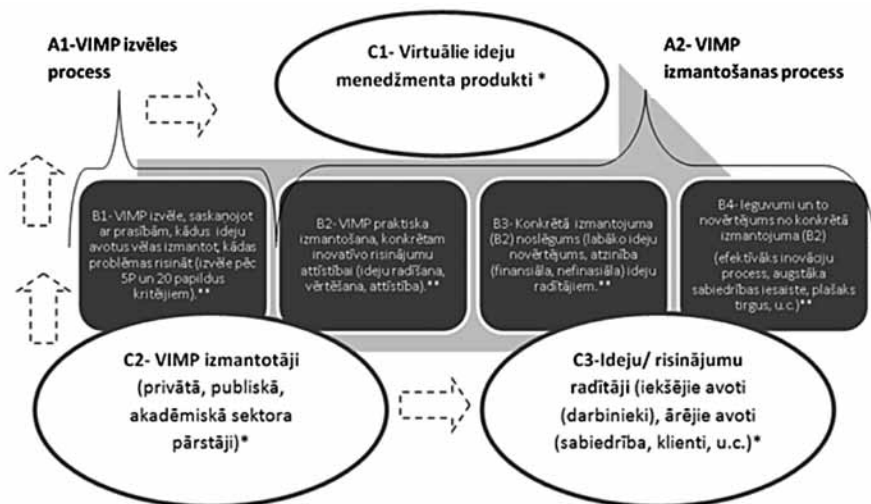 A1-VIMP izvēles
process
C1- Virtuālie ideju
menedžmenta produkti *
A2- VIMP
izmantošanas process
B1- VIMP izvēle, saskaņojot
ar prasībām, kādus ideju
avotus vēlas izmantot, kādas
problēmas risināt (izvēle pēc
5P un 20 papildus
kritējiem).**
B2- VIMP praktiska
izmantošana, konkrētam
inovatīvo risinājumu
attīstībai (ideju radīšana,
vērtēšana, attīstība).**
B3- Konkrētā izmantojuma
(B2) noslēgums (labāko ideju
novērtējums, atzinība
(finansiāla, nefinasiāla) ideju
radītājiem.**
B4- Ieguvumi un to
novērtējums no konkrētā
izmantojuma (B2)
(efektīvāks inovāciju
process, augstāka
sabiedrības iesaiste, plašaks
tirgus, u.c.)**
C2- VIMP izmantotāji
(privātā, publiskā,
akadēmiskā sektora
pārstāji)*
C3-Ideju/ risinājumu
radītāji (iekšējie avoti
(darbinieki), ārējie avoti
(sabiedrība, klienti, u.c.)*